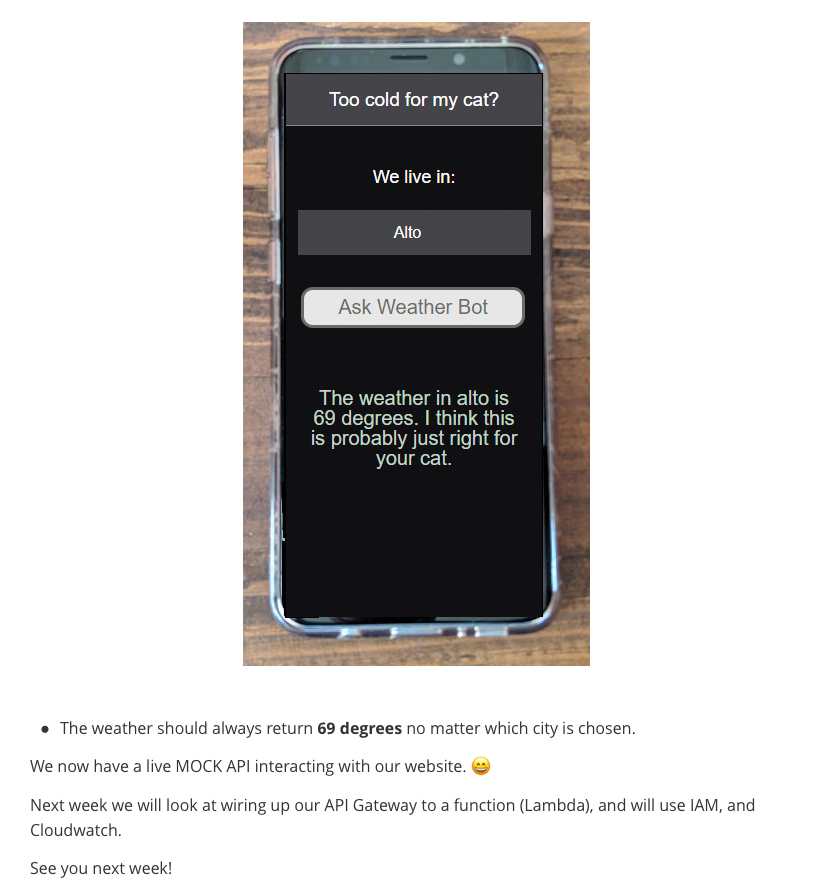 Too cold for my cat?
We live in:
Alto
Ask Weather Bot
The weather in alto is
69 degrees. I think this
is probably just right for
your cat.
• The weather should always return 69 degrees no matter which city is chosen.
We now have a live MOCK API interacting with our website. 😄
Next week we will look at wiring up our API Gateway to a function (Lambda), and will use IAM, and
Cloudwatch.
See you next week!